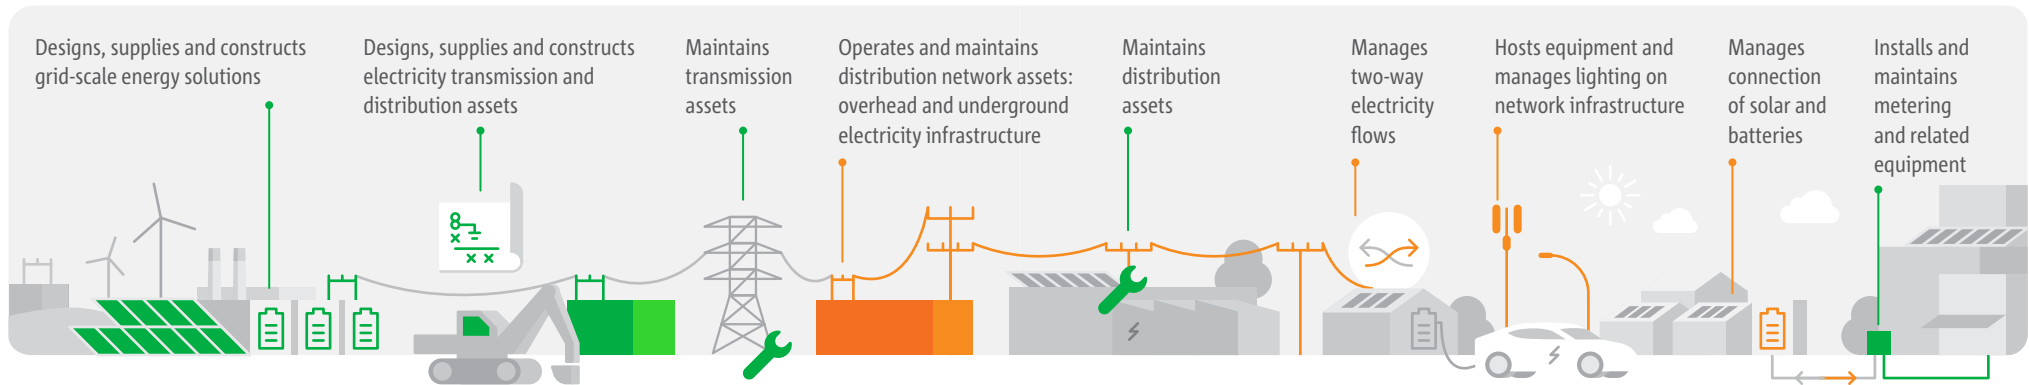 Designs, supplies and constructs
grid-scale energy solutions
Designs, supplies and constructs
electricity transmission and
distribution assets
Maintains
transmission
assets
Operates and maintains
distribution network assets:
overhead and underground
electricity infrastructure
Maintains
distribution
assets
Manages
two-way
electricity
flows
Hosts equipment and
manages lighting on
network infrastructure
Manages
connection
of solar and
batteries
Installs and
maintains
metering
and related
equipment